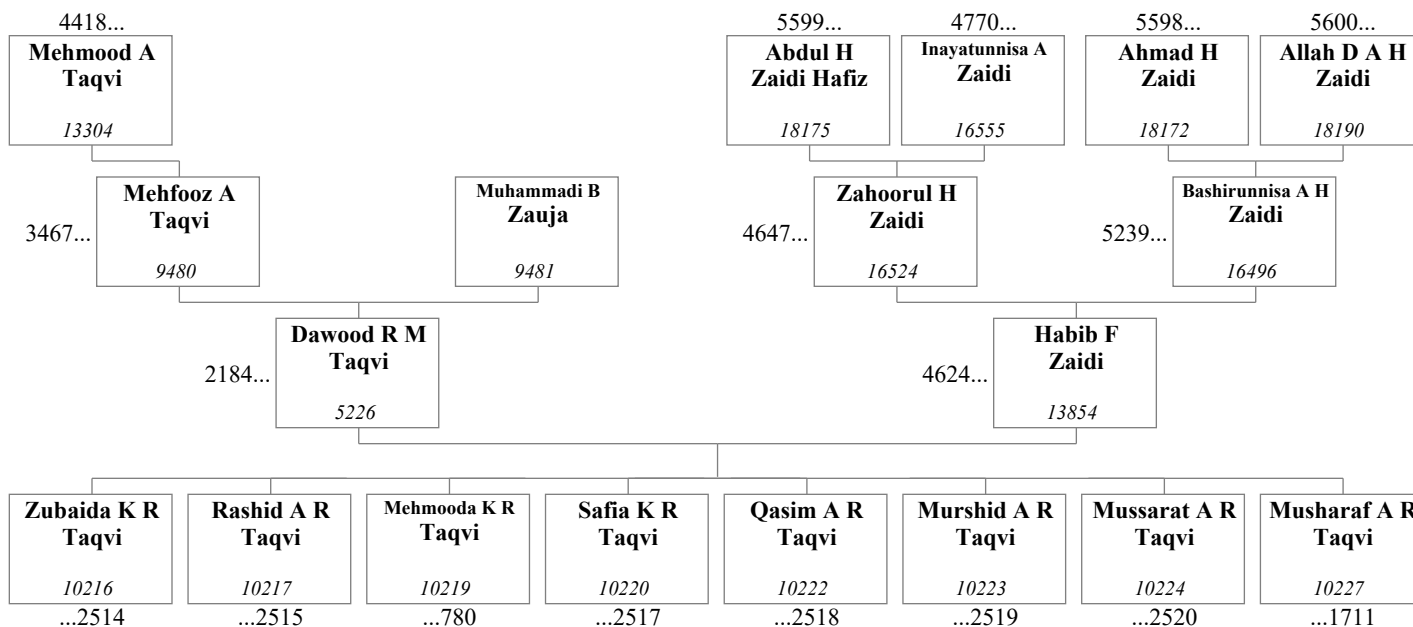 4418...
5599...
4770...
5598...
5600...
Mehmood A
Taqvi
13304
Abdul H
Zaidi Hafiz
18175
Inayatunnisa A
Zaidi
16555
Ahmad H
Zaidi
18172
Allah D A H
Zaidi
18190
3467...
Mehfooz A
Taqvi
9480
Muhammadi B
Zauja
9481
4647...
Zahoorul H
Zaidi
16524
5239...
Bashirunnisa A H
Zaidi
16496
2184...
Dawood R M
Taqvi
5226
4624...
Habib F
Zaidi
13854
Zubaida K R
Taqvi
10216
Rashid A R
Taqvi
10217
Mehmooda K R
Taqvi
10219
Safia K R
Taqvi
10220
Qasim A R
Taqvi
10222
Murshid A R
Taqvi
10223
Mussarat A R
Taqvi
10224
Musharaf A R
Taqvi
10227
...2514
...2515
...780
...2517
...2518
...2519
...2520
...1711